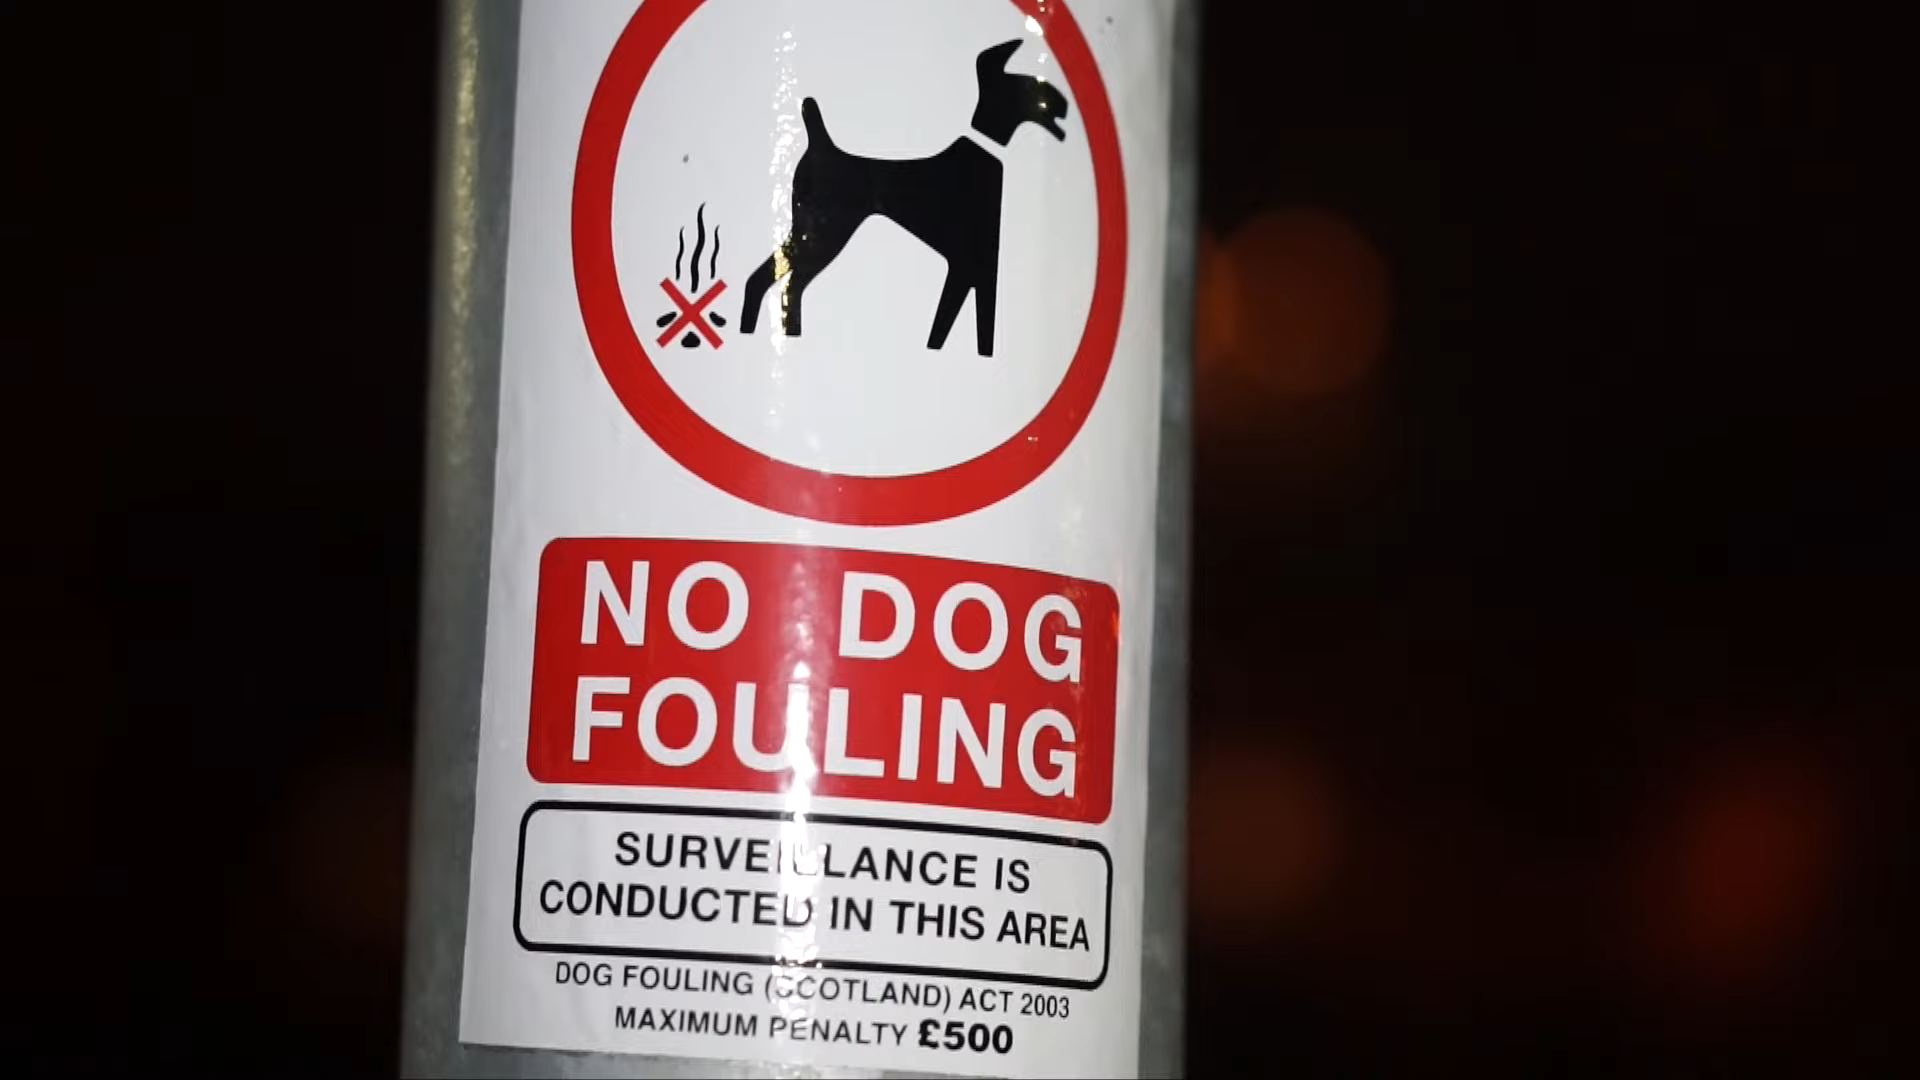 NO DOG
FOULING
SURVEILLANCE IS
CONDUCTED IN THIS AREA
DOG FOULING (SCOTLAND) ACT 2003
MAXIMUM PENALTY £500